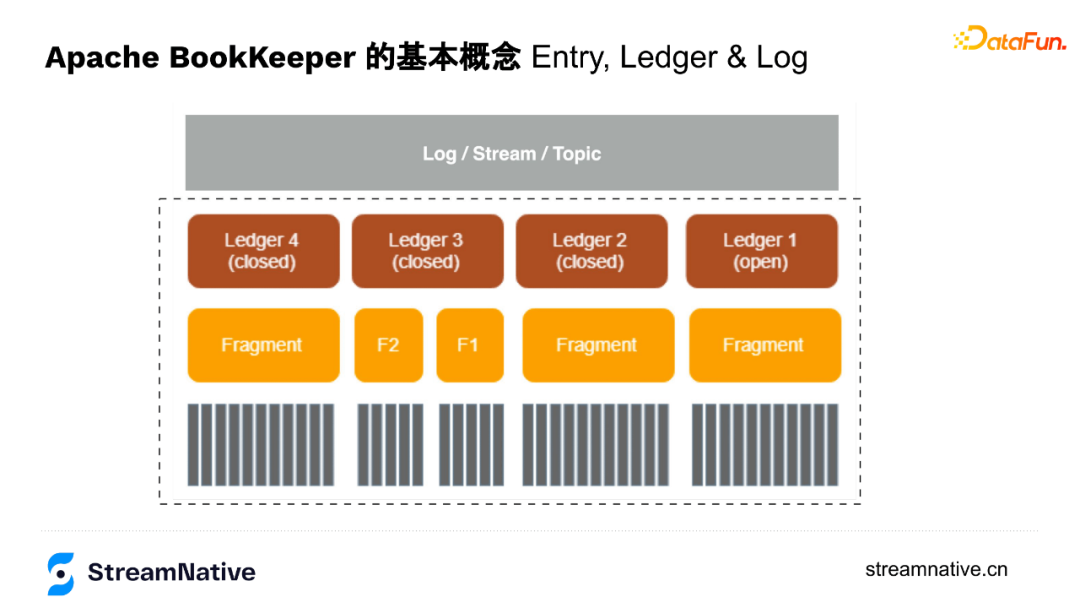 Apache BookKeeper 的基本概念 Entry, Ledger & Log
DataFun.
Log / Stream / Topic
Ledger 4
(closed)
Ledger 3
(closed)
Ledger 2
(closed)
Ledger 1
(open)
Fragment
F2
F1
Fragment
Fragment
StreamNative
streamnative.cn